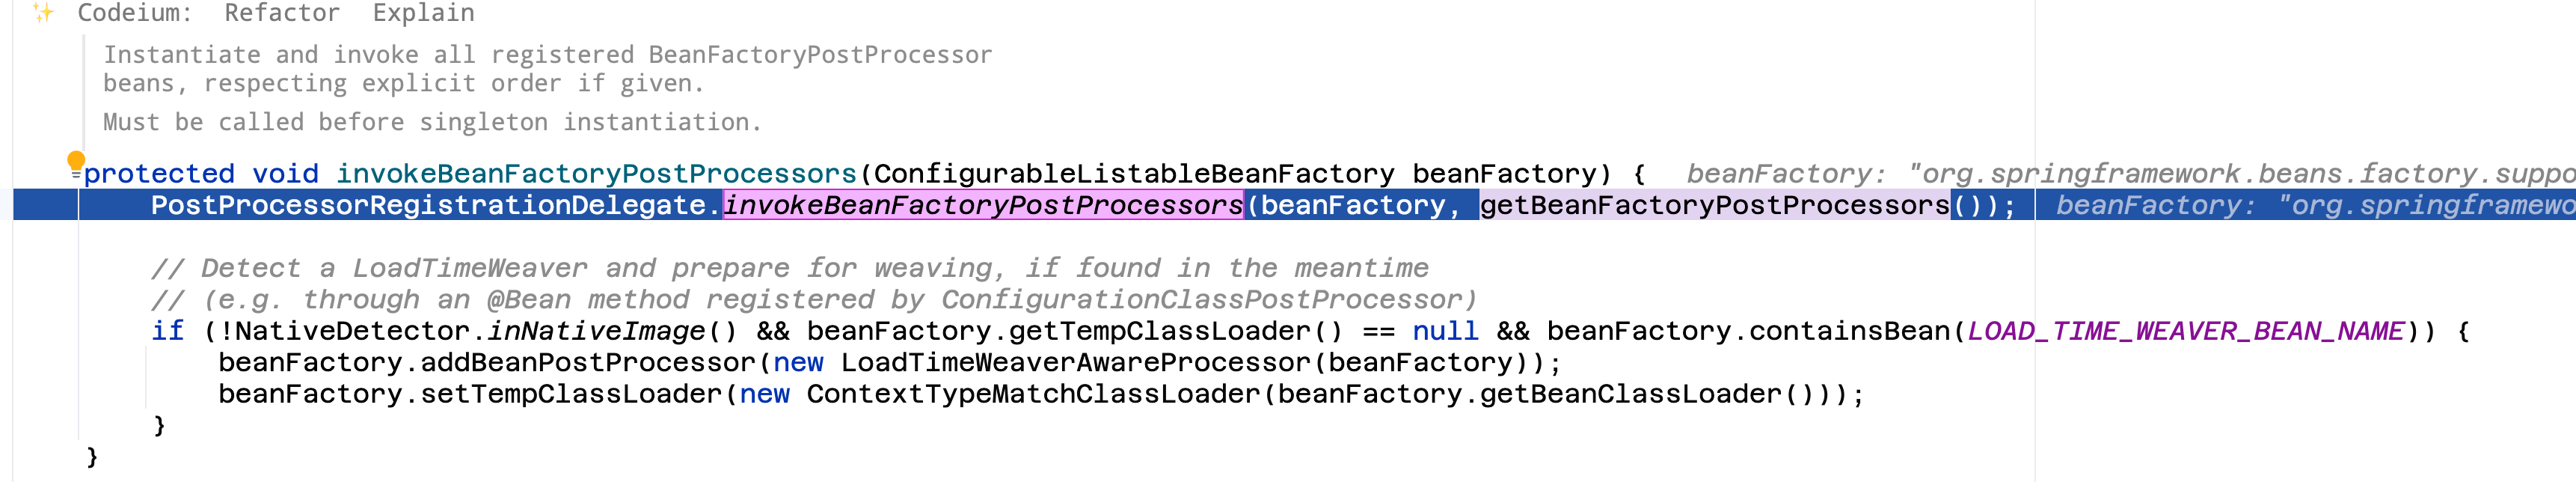 Codeium: Refactor Explain
Instantiate and invoke all registered BeanFactoryPostProcessor
beans, respecting explicit order if given.
Must be called before singleton instantiation.
protected void invokeBeanFactoryPostProcessors(ConfigurableListableBeanFactory beanFactory) { beanFactory: "org.springframework.beans.factory.suppo
PostProcessorRegistrationDelegate.invokeBeanFactoryPostProcessors(beanFactory, getBeanFactoryPostProcessors()); beanFactory: "org.springframewo
// Detect a LoadTimeWeaver and prepare for weaving, if found in the meantime
// (e.g. through an @Bean method registered by ConfigurationClassPostProcessor)
if (!NativeDetector.inNativeImage() && beanFactory.getTempClassLoader() == null && beanFactory.containsBean(LOAD_TIME_WEAVER_BEAN_NAME)) {
beanFactory.addBeanPostProcessor(new LoadTimeWeaverAwareProcessor(beanFactory));
beanFactory.setTempClassLoader(new ContextTypeMatchClassLoader(beanFactory.getBeanClassLoader()));
}
}